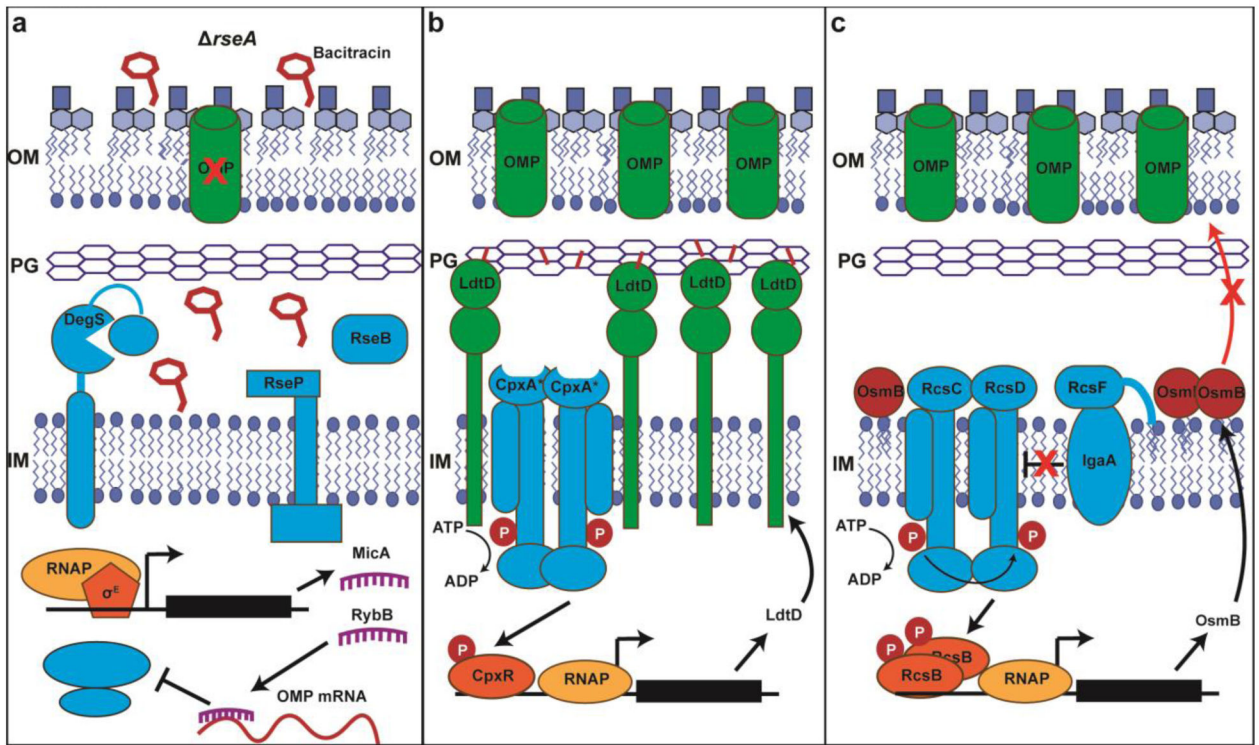 a
ΔrseA
Bacitracin
OM
OMP
PG
DegS
RseB
RseP
IM
RNAP
σE
MicA
RybB
OMP mRNA
b
OM
OMP
OMP
OMP
PG
LdtD
LdtD
LdtD
LdtD
CpxA*
CpxA*
IM
ATP
P
P
ADP
LdtD
P
CpxR
RNAP
c
OM
OMP
OMP
OMP
PG
OsmB
RcsC
RcsD
RcsF
OsmB
IM
IgaA
ATP
P
P
ADP
OsmB
P
P
RcsB
RcsB
RNAP